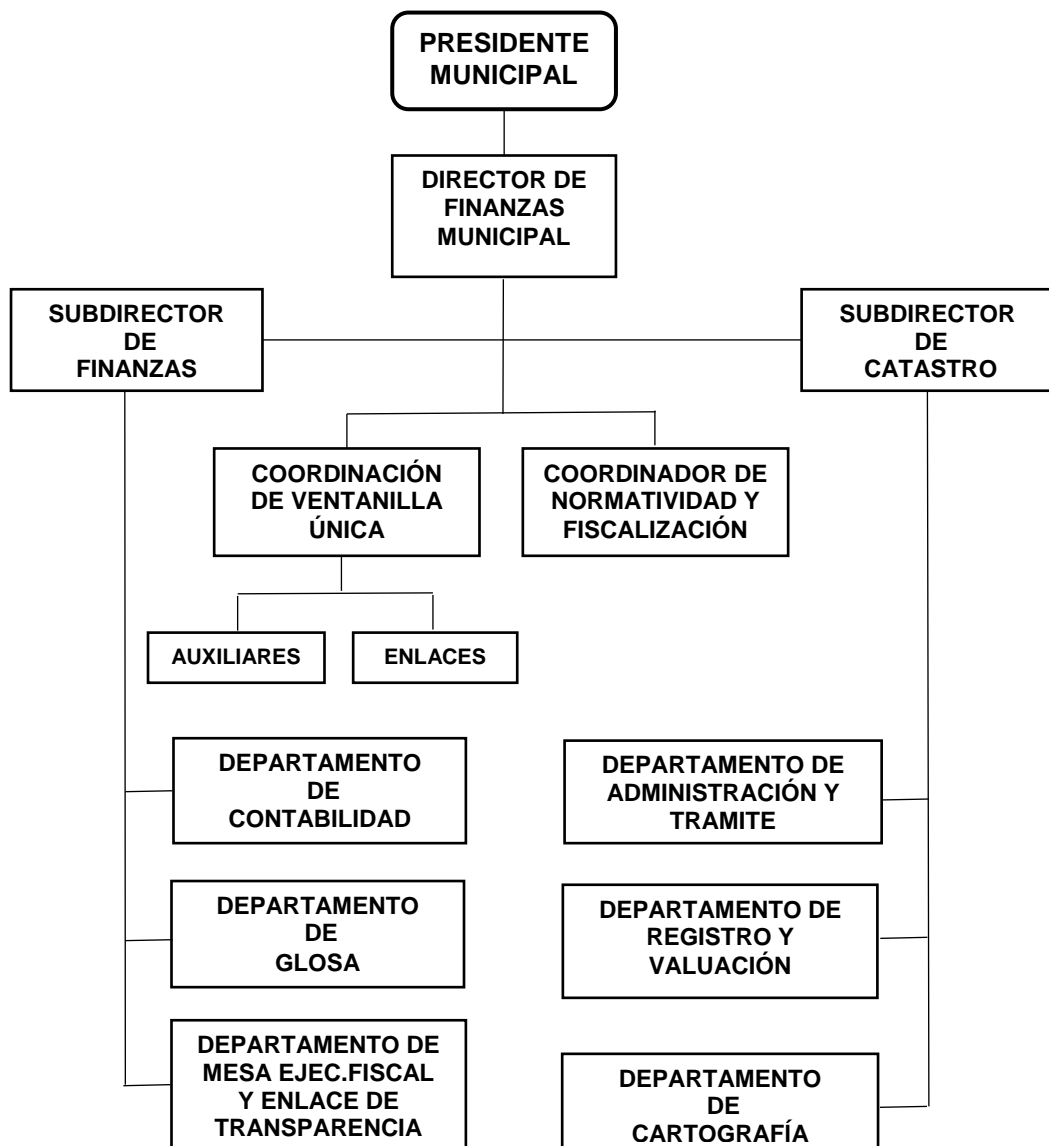 PRESIDENTE
MUNICIPAL
DIRECTOR DE
FINANZAS
MUNICIPAL
SUBDIRECTOR
DE
FINANZAS
SUBDIRECTOR
DE
CATASTRO
COORDINACIÓN
DE VENTANILLA
ÚNICA
COORDINADOR DE
NORMATIVIDAD Y
FISCALIZACIÓN
AUXILIARES
ENLACES
DEPARTAMENTO
DE
CONTABILIDAD
DEPARTAMENTO DE
ADMINISTRACIÓN Y
TRAMITE
DEPARTAMENTO
DE
GLOSA
DEPARTAMENTO DE
REGISTRO Y
VALUACIÓN
DEPARTAMENTO DE
MESA EJEC.FISCAL
Y ENLACE DE
TRANSPARENCIA
DEPARTAMENTO
DE
CARTOGRAFÍA